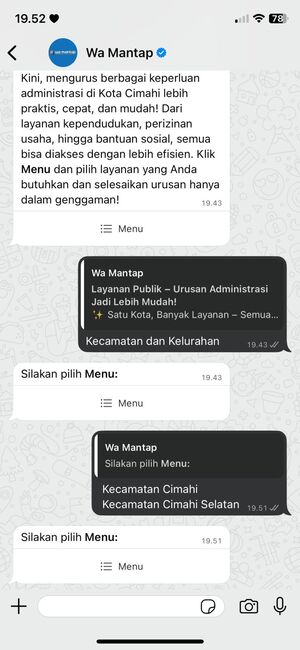 19.52
78
WA MANTAP
Wa Mantap
Kini, mengurus berbagai keperluan
administrasi di Kota Cimahi lebih
praktis, cepat, dan mudah! Dari
layanan kependudukan, perizinan
usaha, hingga bantuan sosial, semua
bisa diakses dengan lebih efisien. Klik
Menu dan pilih layanan yang Anda
butuhkan dan selesaikan urusan hanya
dalam genggaman!
19.43
Menu
Wa Mantap
Layanan Publik – Urusan Administrasi
Jadi Lebih Mudah!
✨ Satu Kota, Banyak Layanan – Semua...
Kecamatan dan Kelurahan
19.43
Silakan pilih Menu:
19.43
Menu
Wa Mantap
Silakan pilih Menu:
Kecamatan Cimahi
Kecamatan Cimahi Selatan
19.51
Silakan pilih Menu:
19.51
Menu